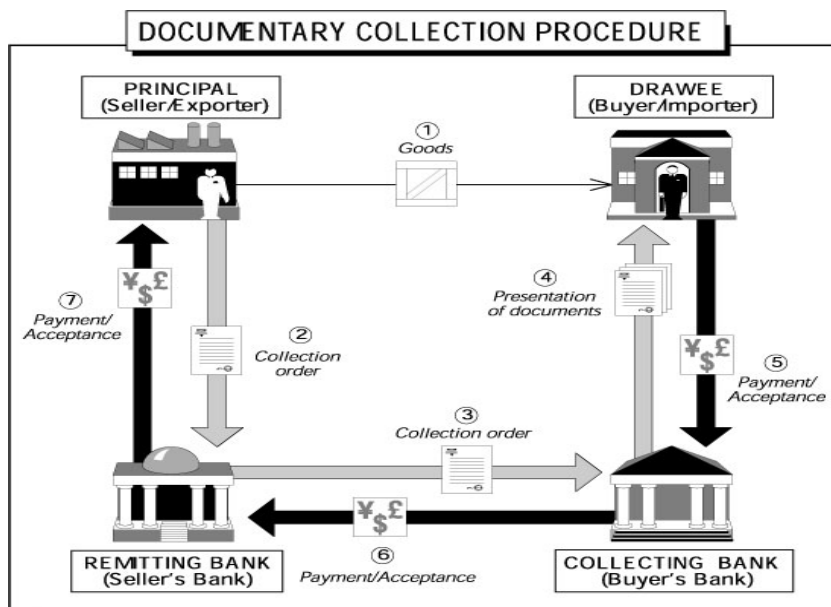 DOCUMENTARY COLLECTION PROCEDURE
PRINCIPAL
(Seller/Exporter)
DRAWEE
(Buyer/Importer)
①
Goods
⑦
¥$£
Payment/
Acceptance
②
Collection
order
④
Presentation
of documents
¥$£
⑤
Payment/
Acceptance
③
Collection order
¥$£
⑥
Payment/Acceptance
REMITTING BANK
(Seller's Bank)
COLLECTING BANK
(Buyer's Bank)